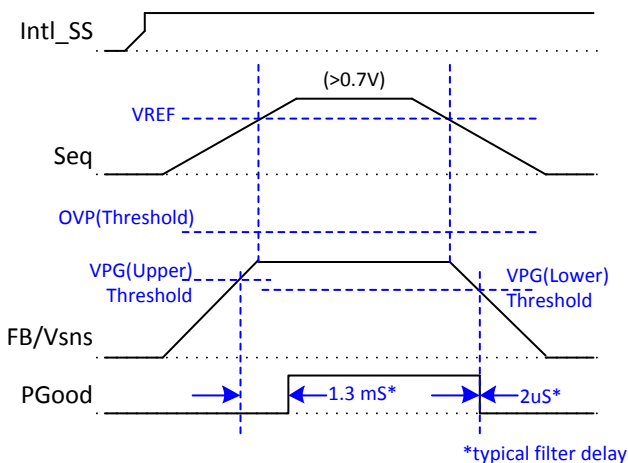 Intl_SS
(>0.7V)
VREF
Seq
OVP(Threshold)
VPG(Upper)
Threshold
VPG(Lower)
Threshold
FB/Vsns
PGood
1.3 mS*
2uS*
*typical filter delay